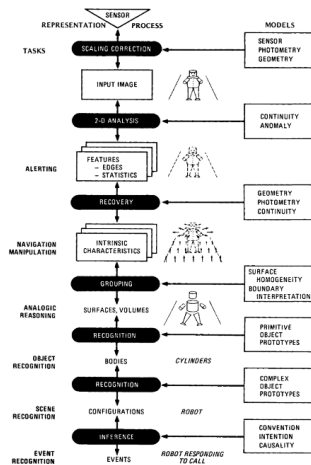 SENSOR
REPRESENTATION
PROCESS
MODELS
TASKS
SCALING CORRECTION
SENSOR
PHOTOMETRY
GEOMETRY
INPUT IMAGE
2-D ANALYSIS
CONTINUITY
ANOMALY
ALERTING
FEATURES
– EDGES
– STATISTICS
RECOVERY
GEOMETRY
PHOTOMETRY
CONTINUITY
NAVIGATION
MANIPULATION
INTRINSIC
CHARACTERISTICS
GROUPING
SURFACE
HOMOGENEITY
BOUNDARY
INTERPRETATION
ANALOGIC
REASONING
SURFACES, VOLUMES
RECOGNITION
PRIMITIVE
OBJECT
PROTOTYPES
OBJECT
RECOGNITION
BODIES
CYLINDERS
RECOGNITION
COMPLEX
OBJECT
PROTOTYPES
SCENE
RECOGNITION
CONFIGURATIONS
ROBOT
INFERENCE
CONVENTION
INTENTION
CAUSALITY
EVENT
RECOGNITION
EVENTS
ROBOT RESPONDING
TO CALL